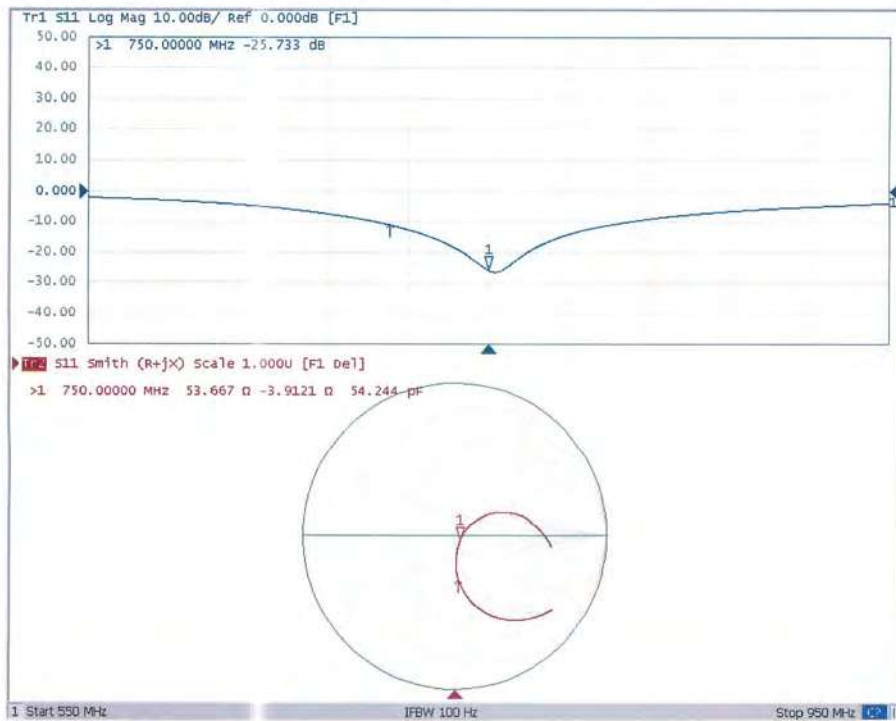 Tr1 S11 Log Mag 10.00dB/ Ref 0.000dB [F1]
50.00
>1 750.00000 MHz -25.733 dB
40.00
30.00
20.00
10.00
0.000
1
-10.00
1
-20.00
-30.00
-40.00
-50.00
Tr2 S11 Smith (R+jX) Scale 1.000U [F1 Del]
>1 750.00000 MHz 53.667 Ω -3.9121 Ω 54.244 pF
1
1 Start 550 MHz IFBW 100 Hz Stop 950 MHz C?